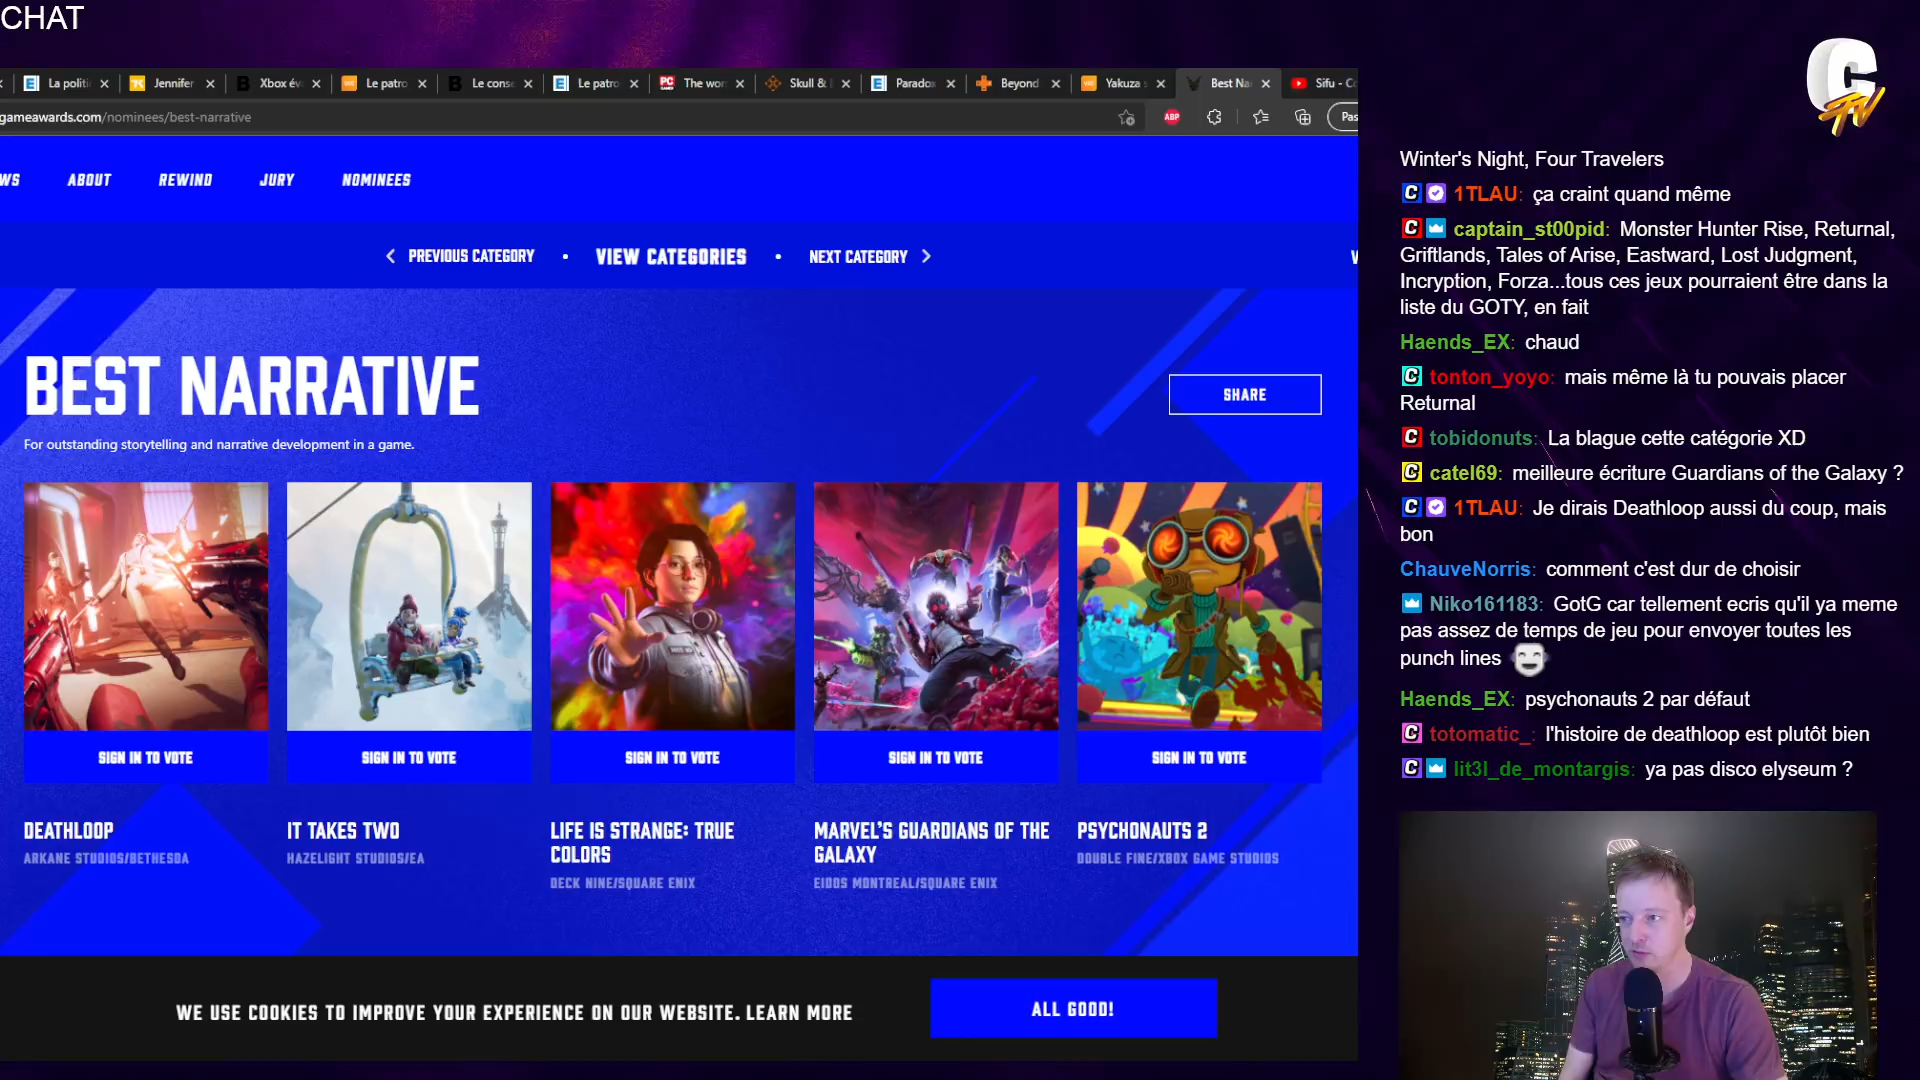 CHAT
La politi
Jennifer
Xbox év
Le patro
Le conse
Le patro
PC GAMER
The wor
Skull &
Paradox
Beyond
Yakuza s
Best Na
Sifu - C
gameawards.com/nominees/best-narrative
ABP
Pas
WS
ABOUT
REWIND
JURY
NOMINEES
PREVIOUS CATEGORY
VIEW CATEGORIES
NEXT CATEGORY
BEST NARRATIVE
SHARE
For outstanding storytelling and narrative development in a game.
SIGN IN TO VOTE
SIGN IN TO VOTE
SIGN IN TO VOTE
SIGN IN TO VOTE
SIGN IN TO VOTE
DEATHLOOP
ARKANE STUDIOS/BETHESDA
IT TAKES TWO
HAZELIGHT STUDIOS/EA
LIFE IS STRANGE: TRUE
COLORS
DECK NINE/SQUARE ENIX
MARVEL'S GUARDIANS OF THE
GALAXY
EIDOS MONTREAL/SQUARE ENIX
PSYCHONAUTS 2
DOUBLE FINE/XBOX GAME STUDIOS
WE USE COOKIES TO IMPROVE YOUR EXPERIENCE ON OUR WEBSITE. LEARN MORE
ALL GOOD!
C TV
Winter's Night, Four Travelers
1TLAU: ça craint quand même
captain_st00pid: Monster Hunter Rise, Returnal,
Griftlands, Tales of Arise, Eastward, Lost Judgment,
Incryption, Forza...tous ces jeux pourraient être dans la
liste du GOTY, en fait
Haends_EX: chaud
tonton_yoyo: mais même là tu pouvais placer
Returnal
tobidonuts: La blague cette catégorie XD
catel69: meilleure écriture Guardians of the Galaxy ?
1TLAU: Je dirais Deathloop aussi du coup, mais
bon
ChauveNorris: comment c'est dur de choisir
Niko161183: GotG car tellement ecris qu'il ya meme
pas assez de temps de jeu pour envoyer toutes les
punch lines
Haends_EX: psychonauts 2 par défaut
totomatic_: l'histoire de deathloop est plutôt bien
lit3l_de_montargis: ya pas disco elyseum ?